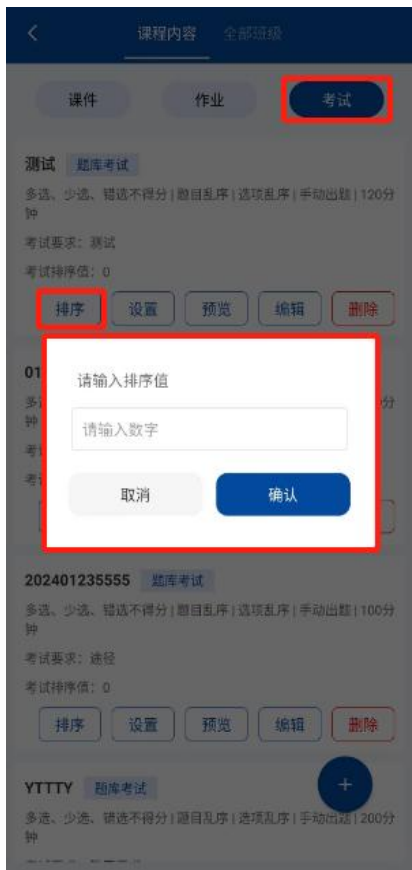 课程内容 全部班级
课件 作业 考试
测试 题库考试
多选、少选、错选不得分|题目乱序|选项乱序|手动出题|120分
钟
考试要求：测试
考试排序值：0
排序 设置 预览 编辑 删除
01
请输入排序值
请输入数字
取消 确认
202401235555 题库考试
多选、少选、错选不得分|题目乱序|选项乱序|手动出题|100分
钟
考试要求：途径
考试排序值：0
排序 设置 预览 编辑 删除
YTTTY 题库考试
多选、少选、错选不得分|题目乱序|选项乱序|手动出题|200分
钟